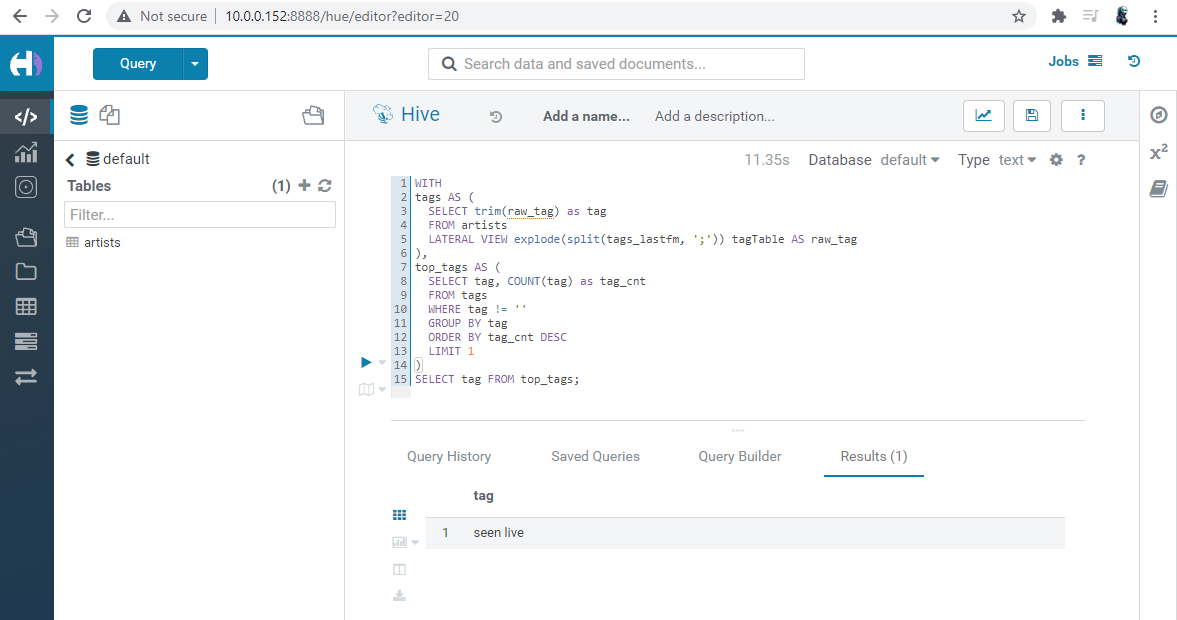 Not secure | 10.0.0.152:8888/hue/editor?editor=20
Query
Search data and saved documents...
Jobs
Hive
Add a name...
Add a description...
default
Tables
(1)
Filter...
artists
11.35s
Database default
Type text
?
x²
1 WITH
2 tags AS (
3   SELECT trim(raw_tag) as tag
4   FROM artists
5   LATERAL VIEW explode(split(tags_lastfm, ';')) tagTable AS raw_tag
6 ),
7 top_tags AS (
8   SELECT tag, COUNT(tag) as tag_cnt
9   FROM tags
10   WHERE tag != ''
11   GROUP BY tag
12   ORDER BY tag_cnt DESC
13   LIMIT 1
14 )
15 SELECT tag FROM top_tags;
Query History
Saved Queries
Query Builder
Results (1)
tag
1 seen live